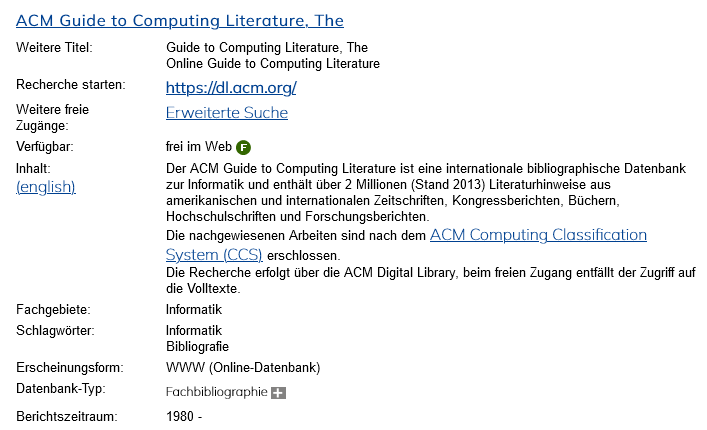 ACM Guide to Computing Literature, The
Weitere Titel: Guide to Computing Literature, The
Online Guide to Computing Literature
Recherche starten: https://dl.acm.org/
Weitere freie Zugänge: Erweiterte Suche
Verfügbar: frei im Web F
Inhalt: Der ACM Guide to Computing Literature ist eine internationale bibliographische Datenbank
(english) zur Informatik und enthält über 2 Millionen (Stand 2013) Literaturhinweise aus
amerikanischen und internationalen Zeitschriften, Kongressberichten, Büchern,
Hochschulschriften und Forschungsberichten.
Die nachgewiesenen Arbeiten sind nach dem ACM Computing Classification
System (CCS) erschlossen.
Die Recherche erfolgt über die ACM Digital Library, beim freien Zugang entfällt der Zugriff auf
die Volltexte.
Fachgebiete: Informatik
Schlagwörter: Informatik
Bibliografie
Erscheinungsform: WWW (Online-Datenbank)
Datenbank-Typ: Fachbibliographie
Berichtszeitraum: 1980 -